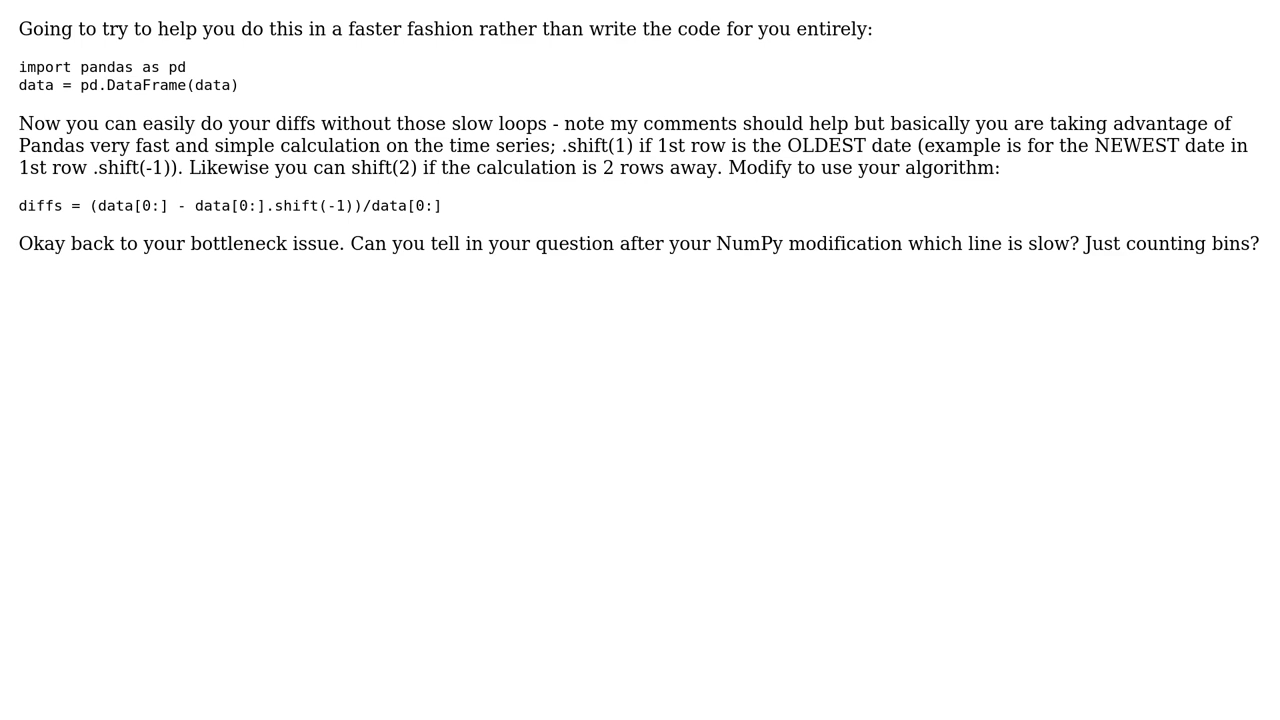 Going to try to help you do this in a faster fashion rather than write the code for you entirely:
import pandas as pd
data = pd.DataFrame(data)
Now you can easily do your diffs without those slow loops - note my comments should help but basically you are taking advantage of
Pandas very fast and simple calculation on the time series; .shift(1) if 1st row is the OLDEST date (example is for the NEWEST date in
1st row .shift(-1)). Likewise you can shift(2) if the calculation is 2 rows away. Modify to use your algorithm:
diffs = (data[0:] - data[0:].shift(-1))/data[0:]
Okay back to your bottleneck issue. Can you tell in your question after your NumPy modification which line is slow? Just counting bins?